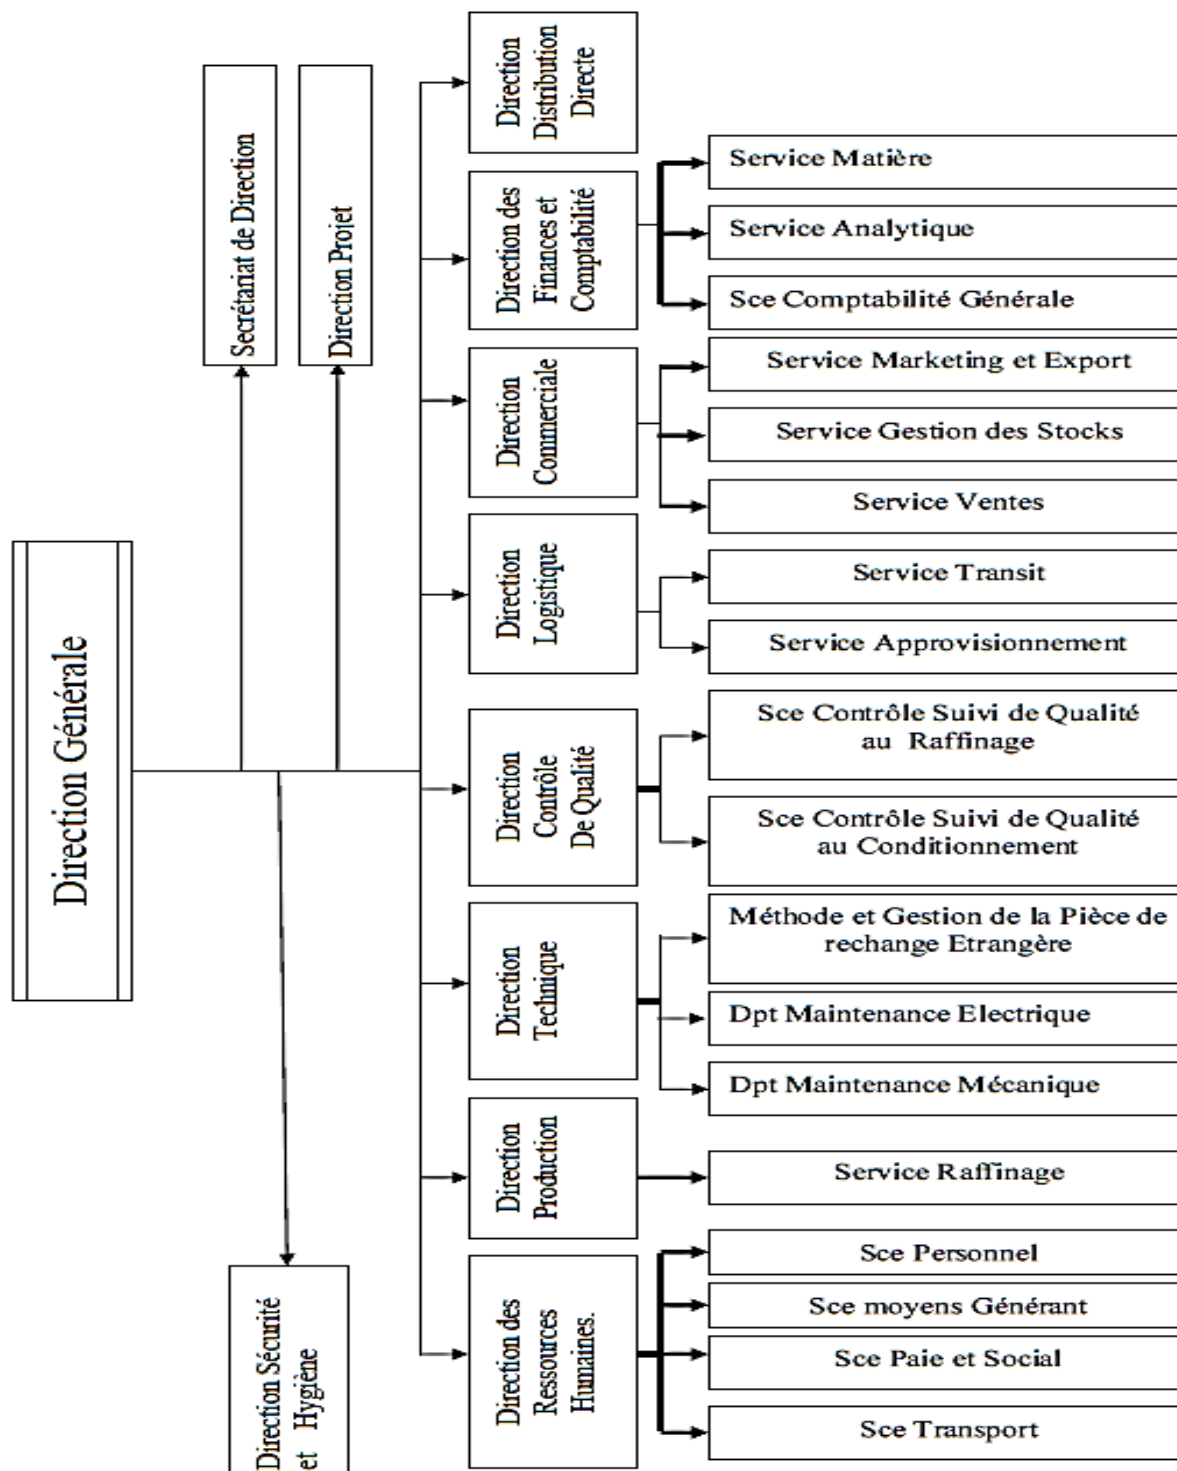 Direction Générale
Secrétariat de Direction
Direction Projet
Direction Sécurité
et Hygiène
Direction
Distribution
Directe
Direction des
Finances et
Comptabilité
Service Matière
Service Analytique
Sce Comptabilité Générale
Direction
Commerciale
Service Marketing et Export
Service Gestion des Stocks
Service Ventes
Direction
Logistique
Service Transit
Service Approvisionnement
Direction
Contrôle
De Qualité
Sce Contrôle Suivi de Qualité
au Raffinage
Sce Contrôle Suivi de Qualité
au Conditionnement
Direction
Technique
Méthode et Gestion de la Pièce de
rechange Etrangère
Dpt Maintenance Electrique
Dpt Maintenance Mécanique
Direction
Production
Service Raffinage
Direction des
Ressources
Humaines.
Sce Personnel
Sce moyens Générant
Sce Paie et Social
Sce Transport